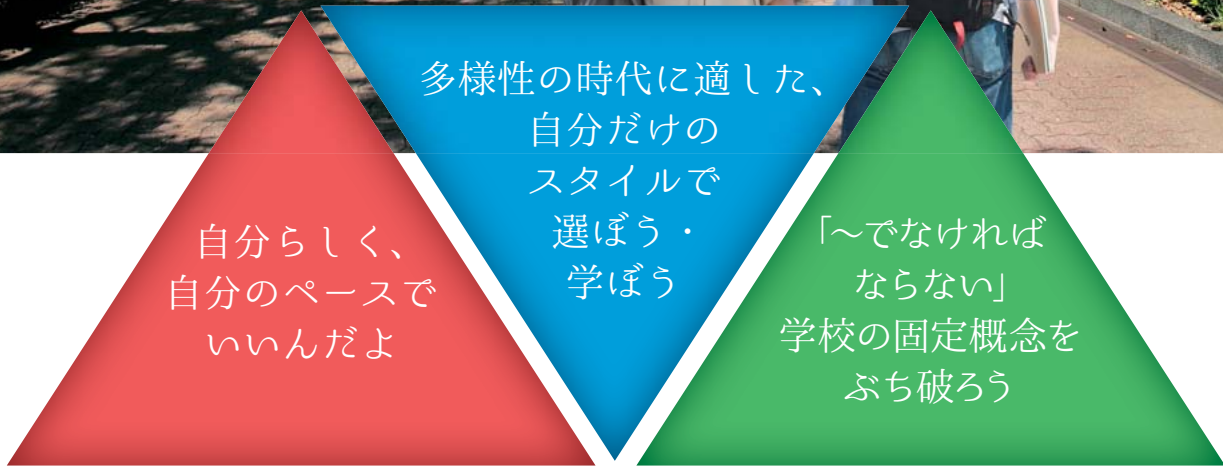 自分らしく、
自分のペースで
いいんだよ
多様性の時代に適した、
自分だけの
スタイルで
選ぼう・
学ぼう
「〜でなければ
ならない」
学校の固定概念を
ぶち破ろう